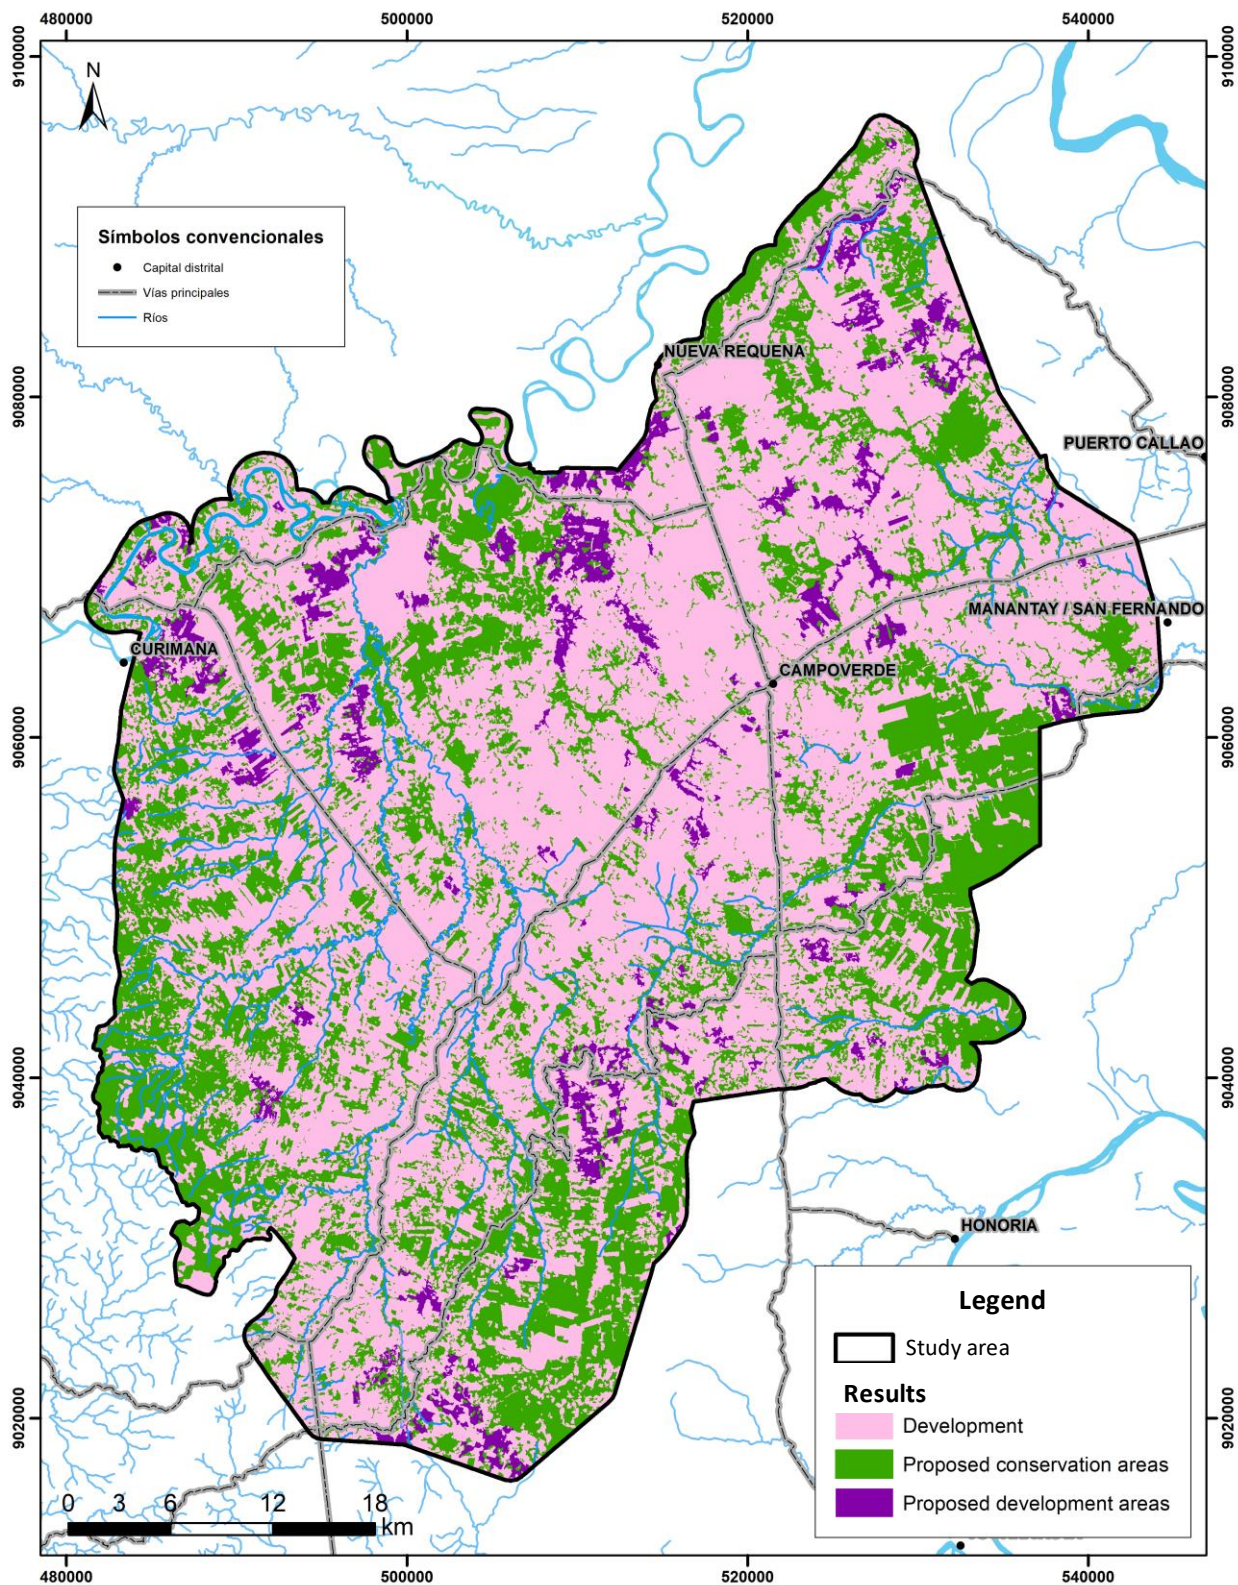 480000
500000
520000
540000
9100000
9100000
N
Símbolos convencionales
Capital distrital
Vías principales
Ríos
NUEVA REQUENA
9080000
9080000
PUERTO CALLAO
MANANTAY / SAN FERNANDO
CURIMANA
CAMPOVERDE
9060000
9060000
9040000
9040000
HONORIA
Legend
Study area
Results
Development
Proposed conservation areas
Proposed development areas
9020000
9020000
0 3 6 12 18
km
480000
500000
520000
540000